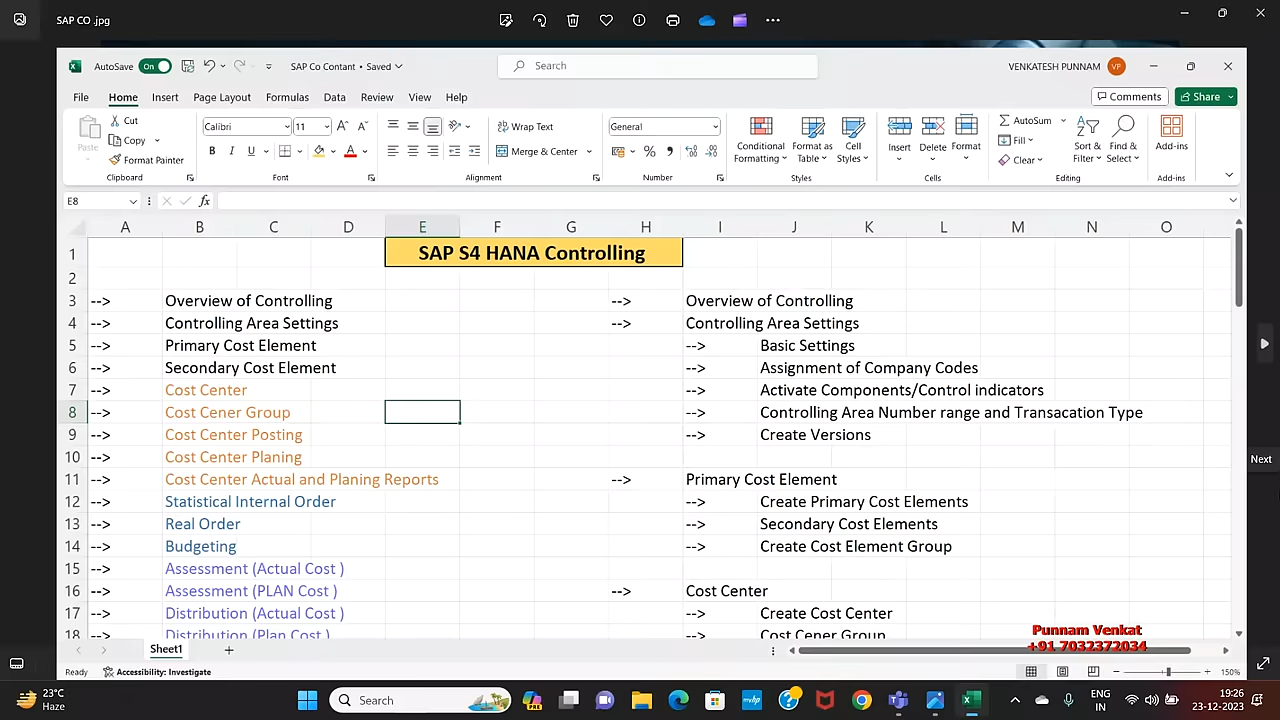 SAP CO .jpg
AutoSave On SAP Co Contant • Saved Search VENKATESH PUNNAM VP
File Home Insert Page Layout Formulas Data Review View Help Comments Share
Paste Cut Copy Format Painter Clipboard
Calibri 11 B I U Font
Wrap Text Merge & Center Alignment
General % Number
Conditional Formatting Format as Table Cell Styles Styles
Insert Delete Format Cells
AutoSum Fill Clear Sort & Filter Find & Select Editing
Add-ins Add-ins
E8 fx
A B C D E F G H I J K L M N O
1 SAP S4 HANA Controlling
2
3 --> Overview of Controlling --> Overview of Controlling
4 --> Controlling Area Settings --> Controlling Area Settings
5 --> Primary Cost Element --> Basic Settings
6 --> Secondary Cost Element --> Assignment of Company Codes
7 --> Cost Center --> Activate Components/Control indicators
8 --> Cost Cener Group --> Controlling Area Number range and Transacation Type
9 --> Cost Center Posting --> Create Versions
10 --> Cost Center Planing
11 --> Cost Center Actual and Planing Reports --> Primary Cost Element
12 --> Statistical Internal Order --> Create Primary Cost Elements
13 --> Real Order --> Secondary Cost Elements
14 --> Budgeting --> Create Cost Element Group
15 --> Assessment (Actual Cost )
16 --> Assessment (PLAN Cost ) --> Cost Center
17 --> Distribution (Actual Cost ) --> Create Cost Center
18 --> Distribution (Plan Cost ) --> Cost Cener Group
Punnam Venkat
+91 7032372034
Next
Sheet1
Ready Accessibility: Investigate 150%
23°C
Haze
Search
ENG
IN
19:26
23-12-2023